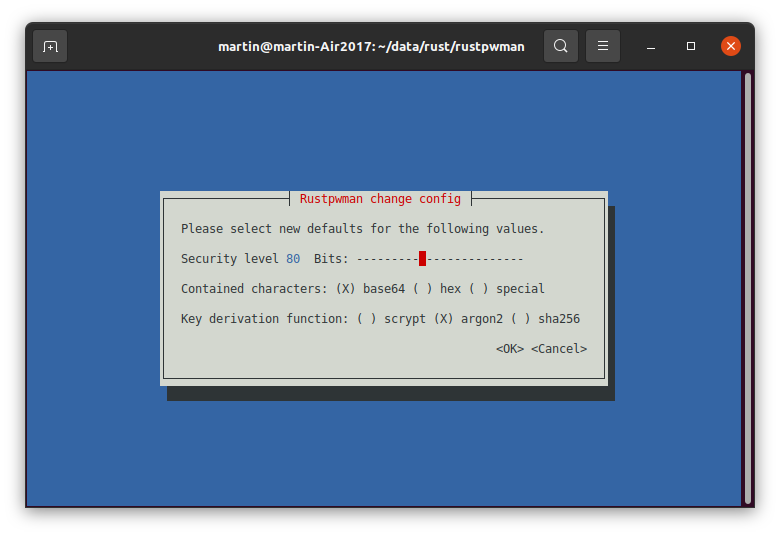 martin@martin-Air2017: ~/data/rust/rustpwman
Rustpwman change config
Please select new defaults for the following values.
Security level 80  Bits: ------------------------
Contained characters: (X) base64 ( ) hex ( ) special
Key derivation function: ( ) scrypt (X) argon2 ( ) sha256
<OK> <Cancel>